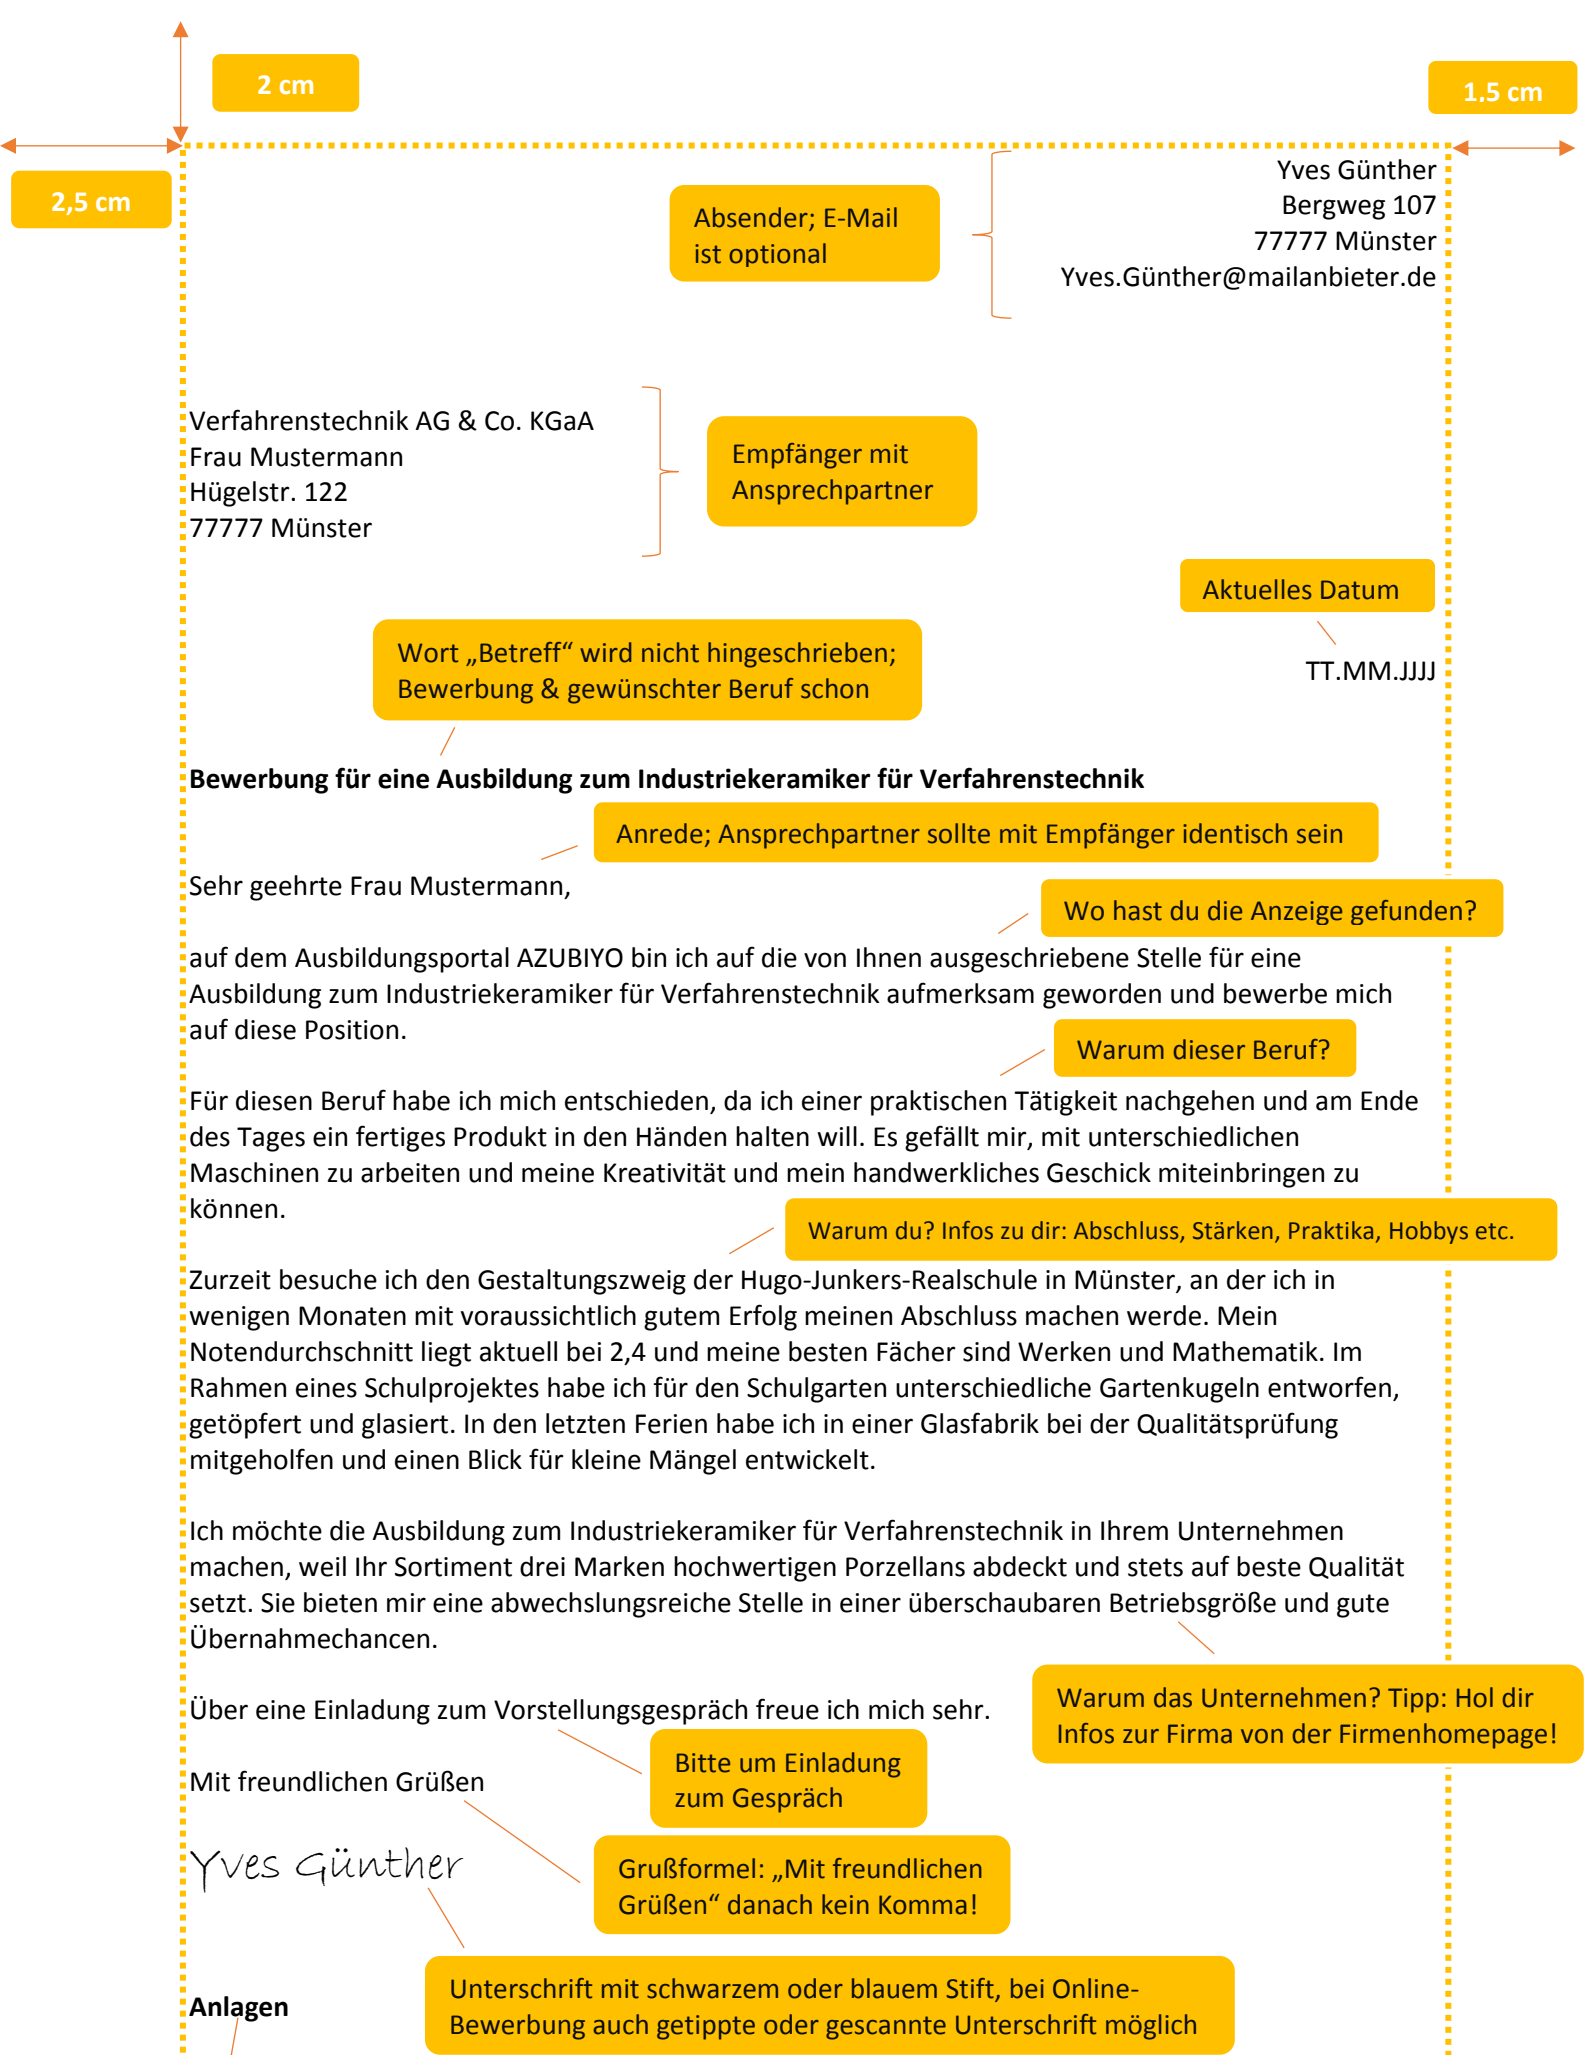 2 cm
1,5 cm
2,5 cm
Absender; E-Mail
ist optional
Yves Günther
Bergweg 107
77777 Münster
Yves.Günther@mailanbieter.de
Verfahrenstechnik AG & Co. KGaA
Frau Mustermann
Hügelstr. 122
77777 Münster
Empfänger mit
Ansprechpartner
Aktuelles Datum
TT.MM.JJJJ
Wort „Betreff“ wird nicht hingeschrieben;
Bewerbung & gewünschter Beruf schon
Bewerbung für eine Ausbildung zum Industriekeramiker für Verfahrenstechnik
Anrede; Ansprechpartner sollte mit Empfänger identisch sein
Sehr geehrte Frau Mustermann,
Wo hast du die Anzeige gefunden?
auf dem Ausbildungsportal AZUBIYO bin ich auf die von Ihnen ausgeschriebene Stelle für eine
Ausbildung zum Industriekeramiker für Verfahrenstechnik aufmerksam geworden und bewerbe mich
auf diese Position.
Warum dieser Beruf?
Für diesen Beruf habe ich mich entschieden, da ich einer praktischen Tätigkeit nachgehen und am Ende
des Tages ein fertiges Produkt in den Händen halten will. Es gefällt mir, mit unterschiedlichen
Maschinen zu arbeiten und meine Kreativität und mein handwerkliches Geschick miteinbringen zu
können.
Warum du? Infos zu dir: Abschluss, Stärken, Praktika, Hobbys etc.
Zurzeit besuche ich den Gestaltungszweig der Hugo-Junkers-Realschule in Münster, an der ich in
wenigen Monaten mit voraussichtlich gutem Erfolg meinen Abschluss machen werde. Mein
Notendurchschnitt liegt aktuell bei 2,4 und meine besten Fächer sind Werken und Mathematik. Im
Rahmen eines Schulprojektes habe ich für den Schulgarten unterschiedliche Gartenkugeln entworfen,
getöpfert und glasiert. In den letzten Ferien habe ich in einer Glasfabrik bei der Qualitätsprüfung
mitgeholfen und einen Blick für kleine Mängel entwickelt.
Ich möchte die Ausbildung zum Industriekeramiker für Verfahrenstechnik in Ihrem Unternehmen
machen, weil Ihr Sortiment drei Marken hochwertigen Porzellans abdeckt und stets auf beste Qualität
setzt. Sie bieten mir eine abwechslungsreiche Stelle in einer überschaubaren Betriebsgröße und gute
Übernahmechancen.
Warum das Unternehmen? Tipp: Hol dir
Infos zur Firma von der Firmenhomepage!
Über eine Einladung zum Vorstellungsgespräch freue ich mich sehr.
Bitte um Einladung
zum Gespräch
Mit freundlichen Grüßen
Grußformel: „Mit freundlichen
Grüßen“ danach kein Komma!
Yves Günther
Unterschrift mit schwarzem oder blauem Stift, bei Online-
Bewerbung auch getippte oder gescannte Unterschrift möglich
Anlagen